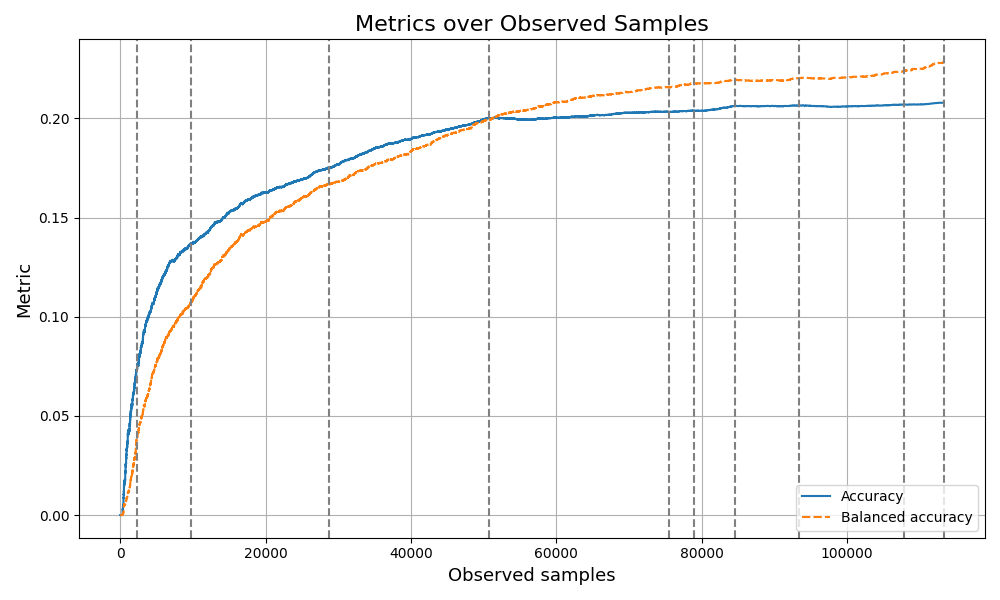 Metrics over Observed Samples
Metric
0.20
0.15
0.10
0.05
0.00
0
20000
40000
60000
80000
100000
Observed samples
Accuracy
Balanced accuracy